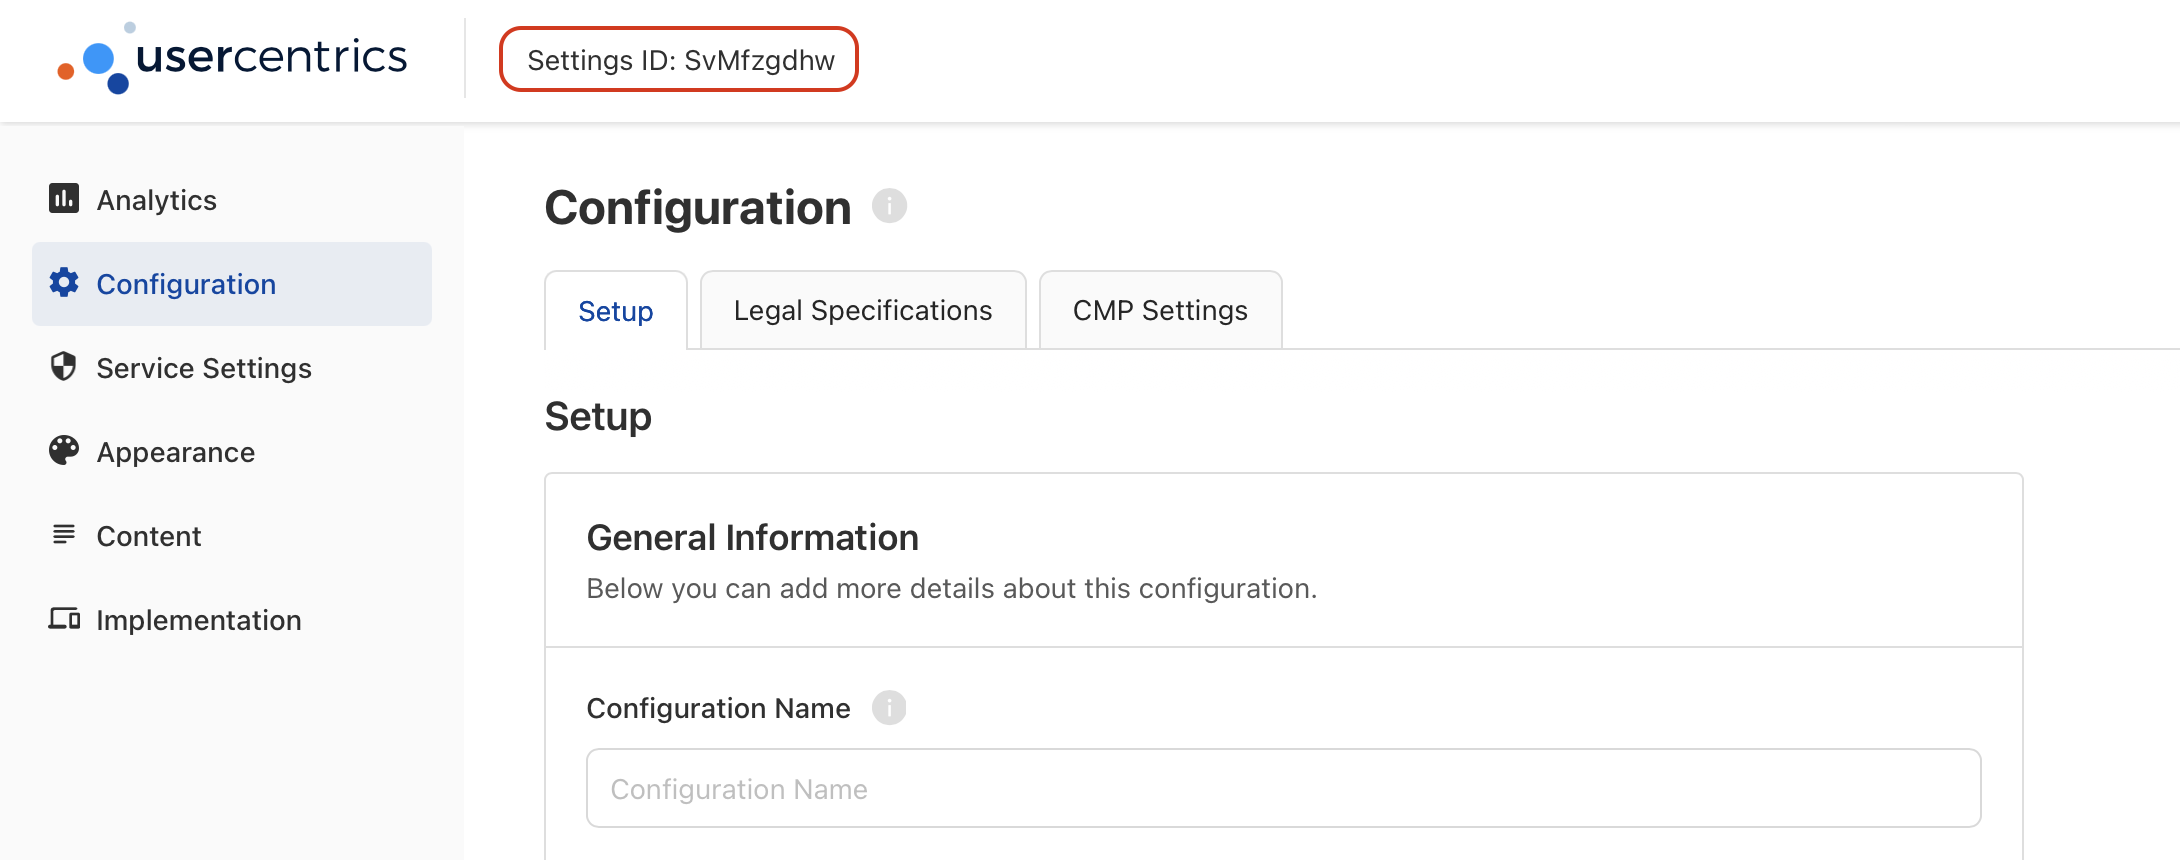 usercentrics
Settings ID: SvMfzgdhw
Analytics
Configuration
Service Settings
Appearance
Content
Implementation
Configuration
Setup
Legal Specifications
CMP Settings
Setup
General Information
Below you can add more details about this configuration.
Configuration Name
Configuration Name